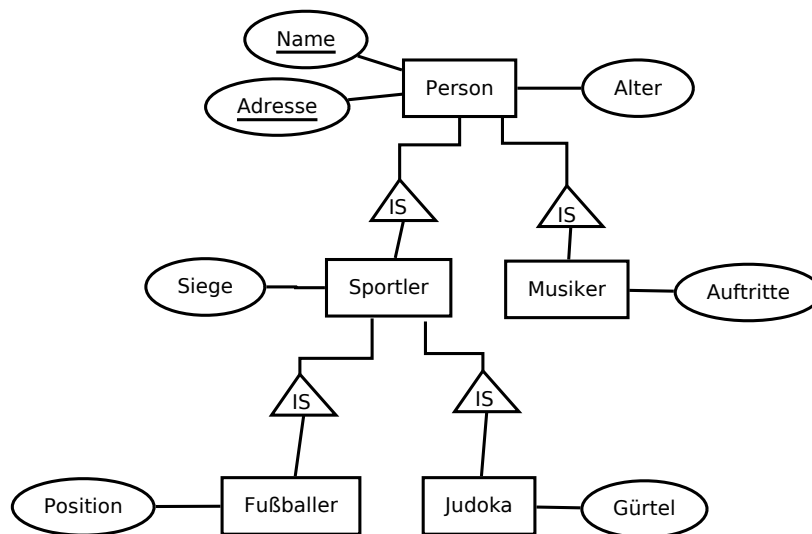 Name
Person
Alter
Adresse
IS
IS
Siege
Sportler
Musiker
Auftritte
IS
IS
Position
Fußballer
Judoka
Gürtel